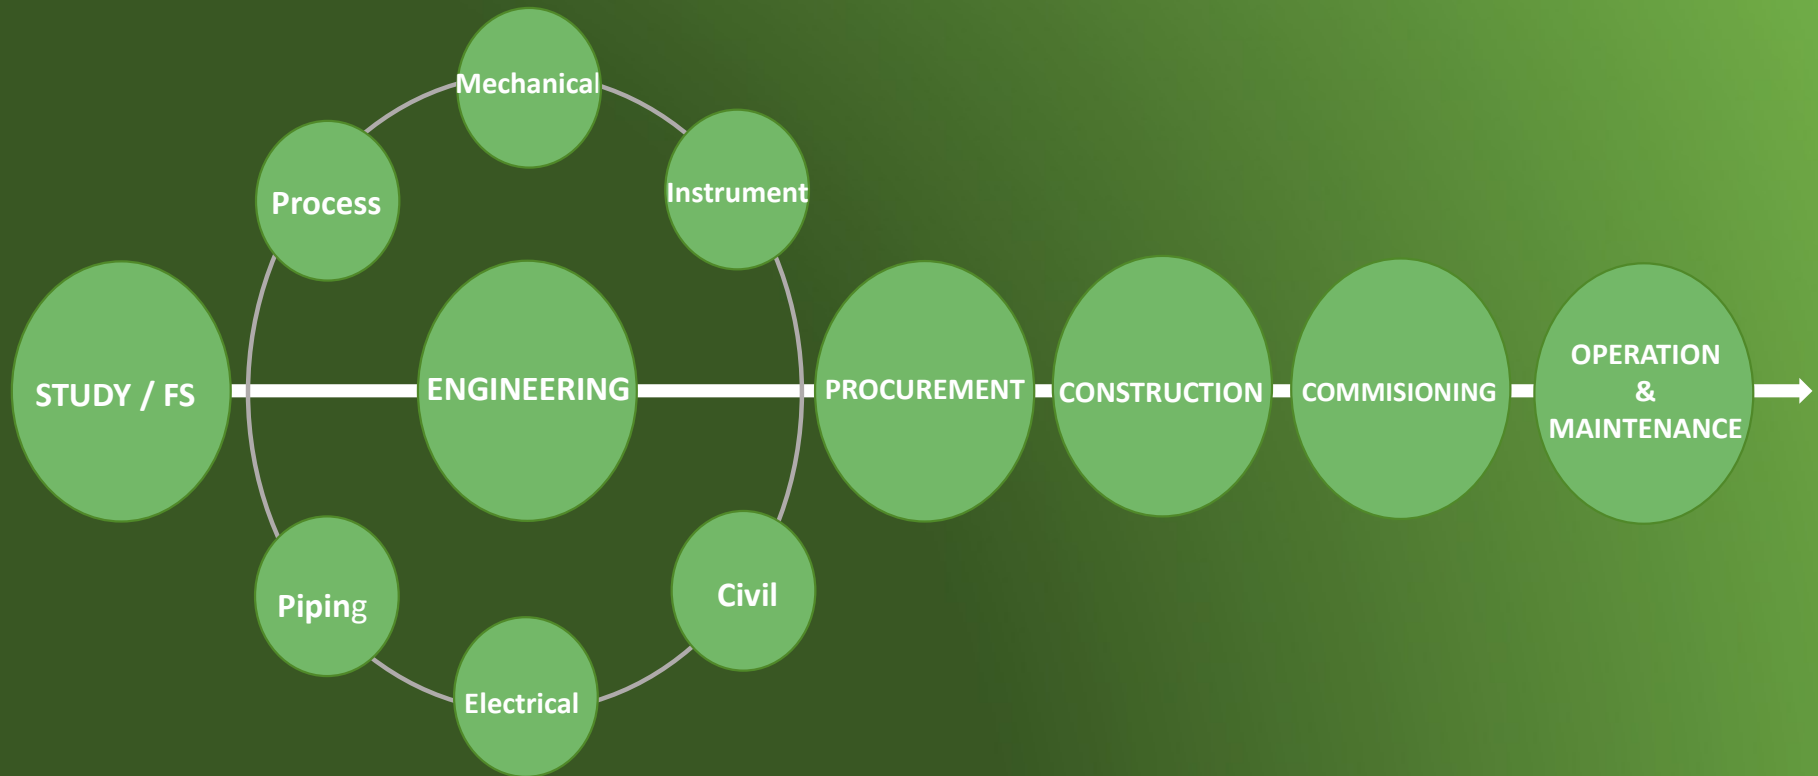 Mechanical
Instrument
Process
STUDY / FS
ENGINEERING
PROCUREMENT
CONSTRUCTION
COMMISIONING
OPERATION
&
MAINTENANCE
Piping
Civil
Electrical